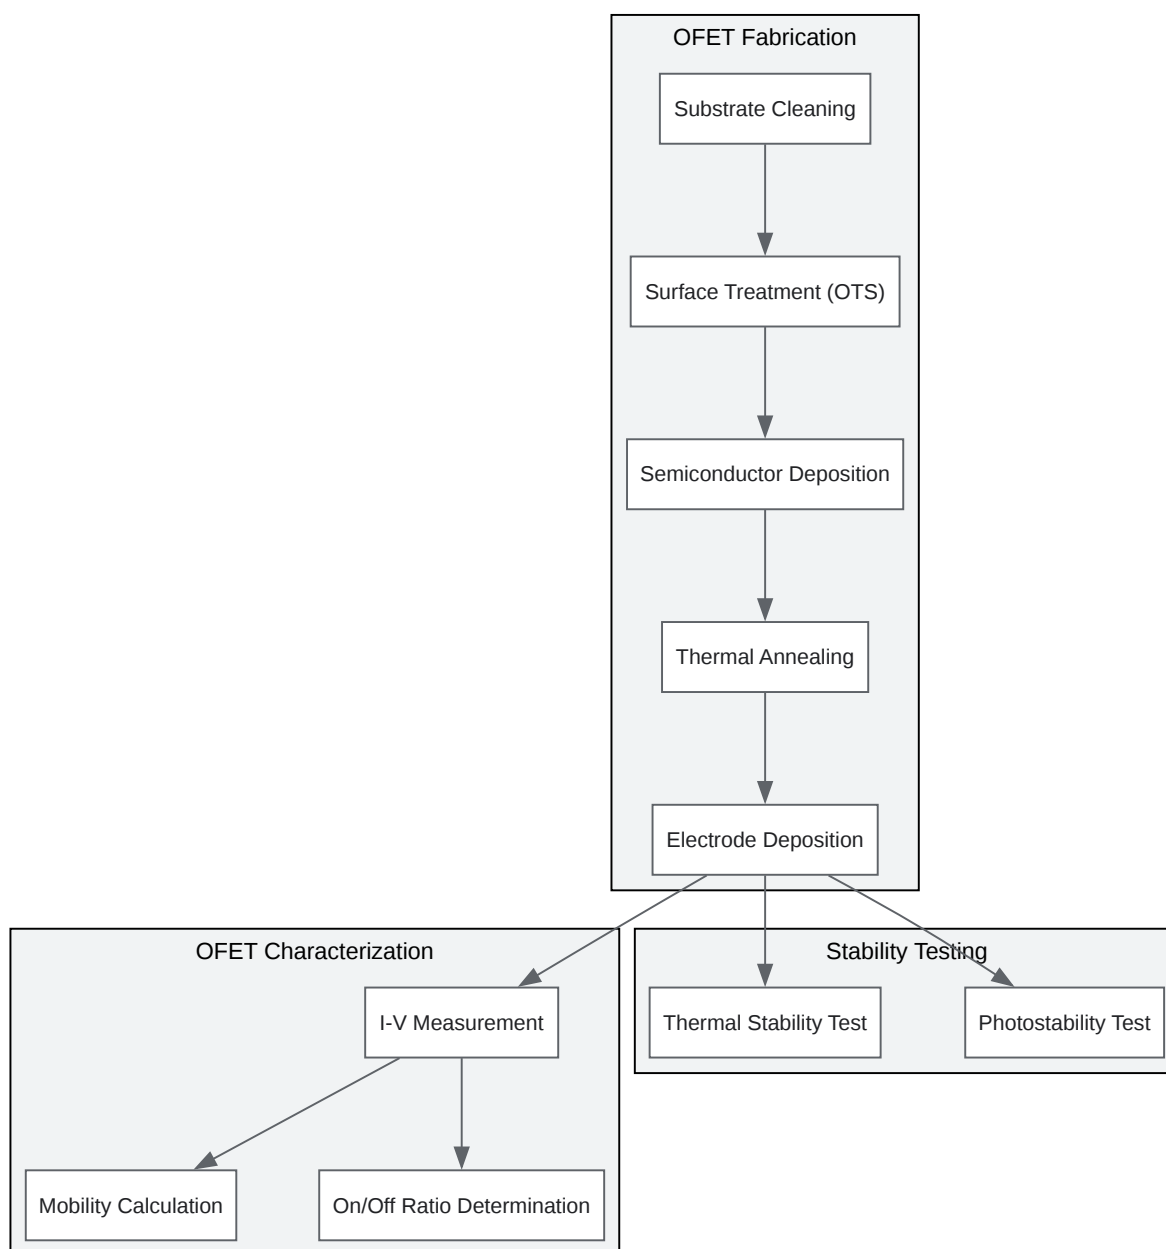 OFET Fabrication
Substrate Cleaning
Surface Treatment (OTS)
Semiconductor Deposition
Thermal Annealing
Electrode Deposition
OFET Characterization
I-V Measurement
Mobility Calculation
On/Off Ratio Determination
Stability Testing
Thermal Stability Test
Photostability Test